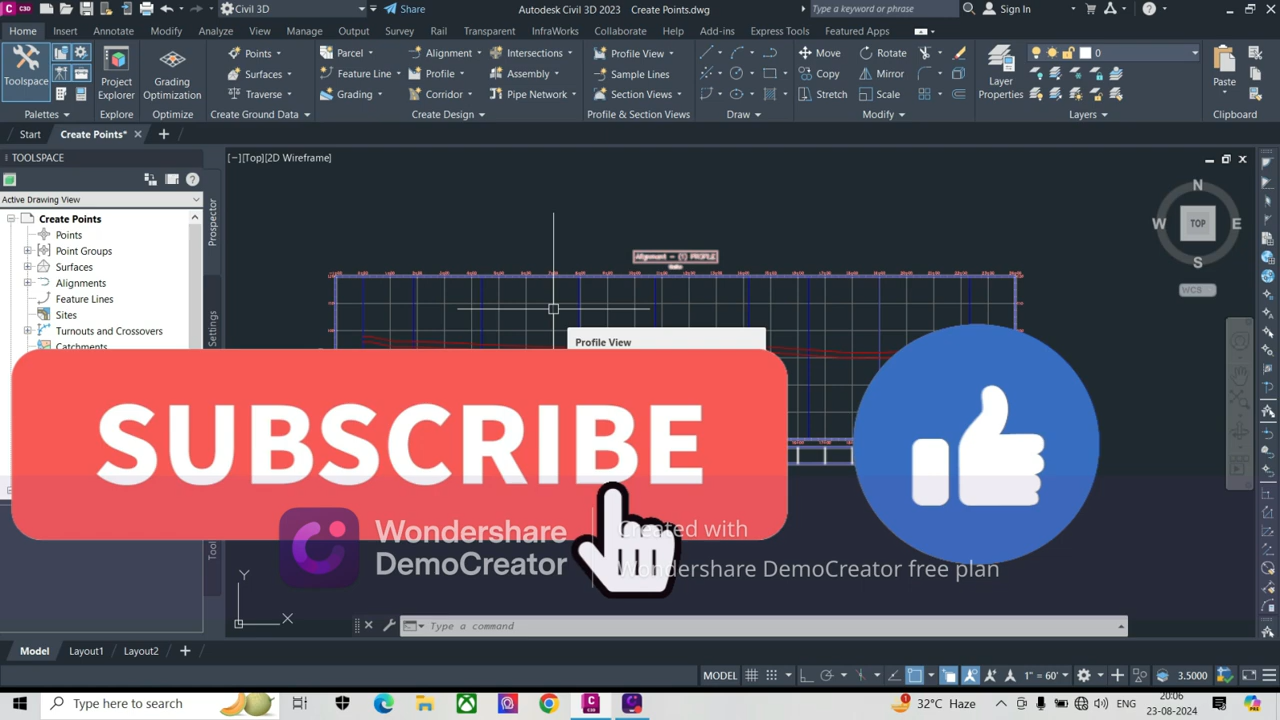 Share
Autodesk Civil 3D 2023 Create Points.dwg
Type a keyword or phrase
Sign In
Civil 3D
Home Insert Annotate Modify Analyze View Manage Output Survey Rail Transparent InfraWorks Collaborate Help Add-ins Express Tools Featured Apps
Points Parcel Alignment Intersections Profile View Move Rotate 0
Toolspace Project Explorer Grading Optimization Surfaces Feature Line Profile Assembly Sample Lines Copy Mirror Layer Properties Paste
Traverse Grading Corridor Pipe Network Section Views Stretch Scale
Palettes Explore Optimize Create Ground Data Create Design Profile & Section Views Draw Modify Layers Clipboard
Start Create Points*
TOOLSPACE
[−][Top][2D Wireframe]
Active Drawing View
Create Points
Points
Point Groups
Surfaces
Alignments
Feature Lines
Sites
Turnouts and Crossovers
Catchments
Prospector
Settings
N
W TOP E
S
WCS
Alignment - (1) PROFILE
Profile View
SUBSCRIBE
Wondershare
DemoCreator
Created with
Wondershare DemoCreator free plan
Y
X
Type a command
Model Layout1 Layout2
MODEL 1" = 60' 3.5000
Type here to search
32°C Haze
20:06
23-08-2024